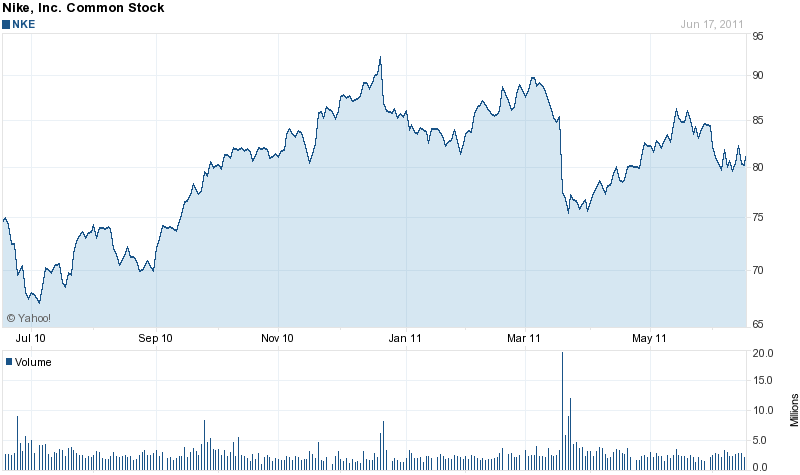 Nike, Inc. Common Stock
NKE
Jun 17, 2011
95
90
85
80
75
70
65
© Yahoo!
Jul 10
Sep 10
Nov 10
Jan 11
Mar 11
May 11
Volume
20.0
15.0
10.0
5.0
0.0
Millions